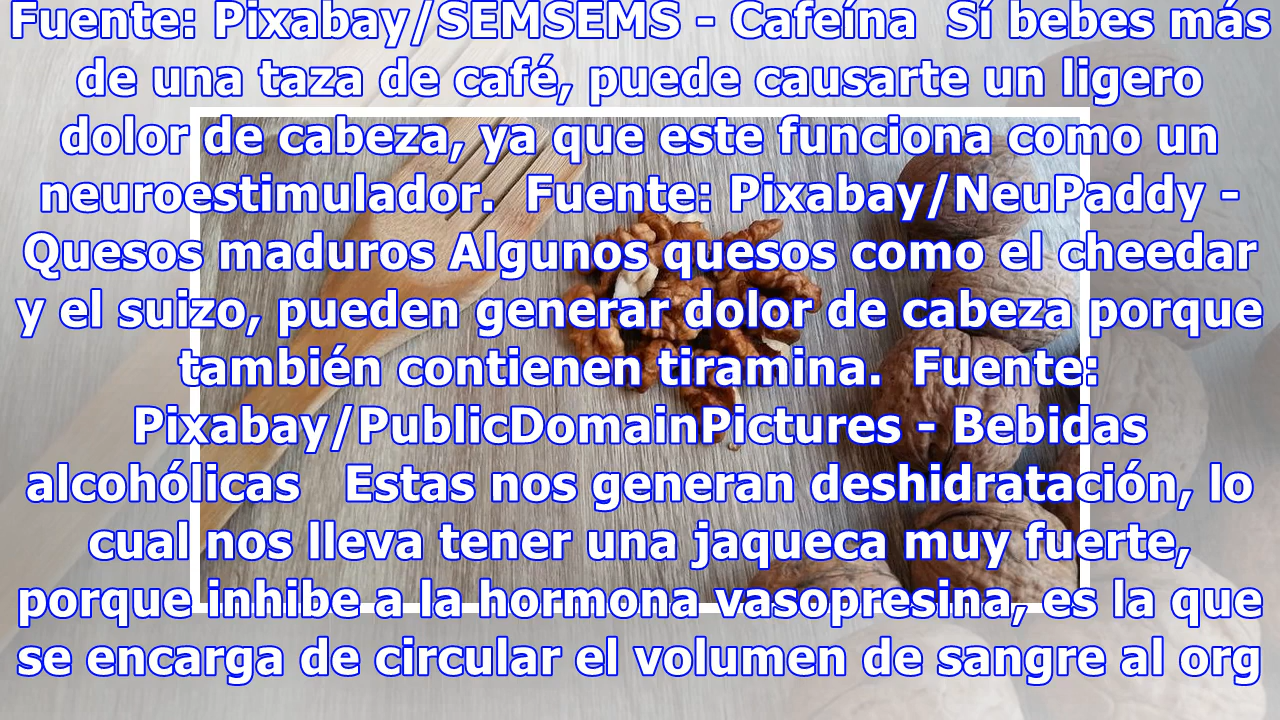 Fuente: Pixabay/SEMSEMS - Cafeína  Sí bebes más
de una taza de café, puede causarte un ligero
dolor de cabeza, ya que este funciona como un
neuroestimulador.  Fuente: Pixabay/NeuPaddy -
Quesos maduros Algunos quesos como el cheedar
y el suizo, pueden generar dolor de cabeza porque
también contienen tiramina.  Fuente:
Pixabay/PublicDomainPictures - Bebidas
alcohólicas   Estas nos generan deshidratación, lo
cual nos lleva tener una jaqueca muy fuerte,
porque inhibe a la hormona vasopresina, es la que
se encarga de circular el volumen de sangre al org